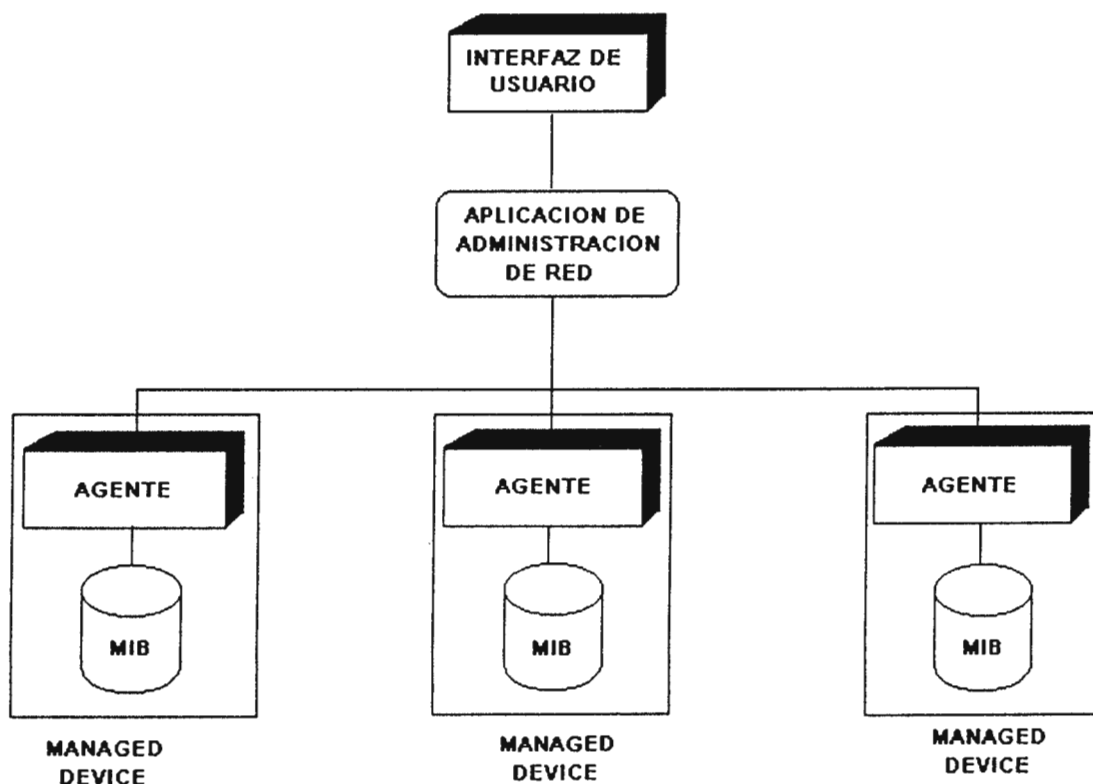 INTERFAZ DE
USUARIO
APLICACION DE
ADMINISTRACION
DE RED
AGENTE
AGENTE
AGENTE
MIB
MIB
MIB
MANAGED
DEVICE
MANAGED
DEVICE
MANAGED
DEVICE